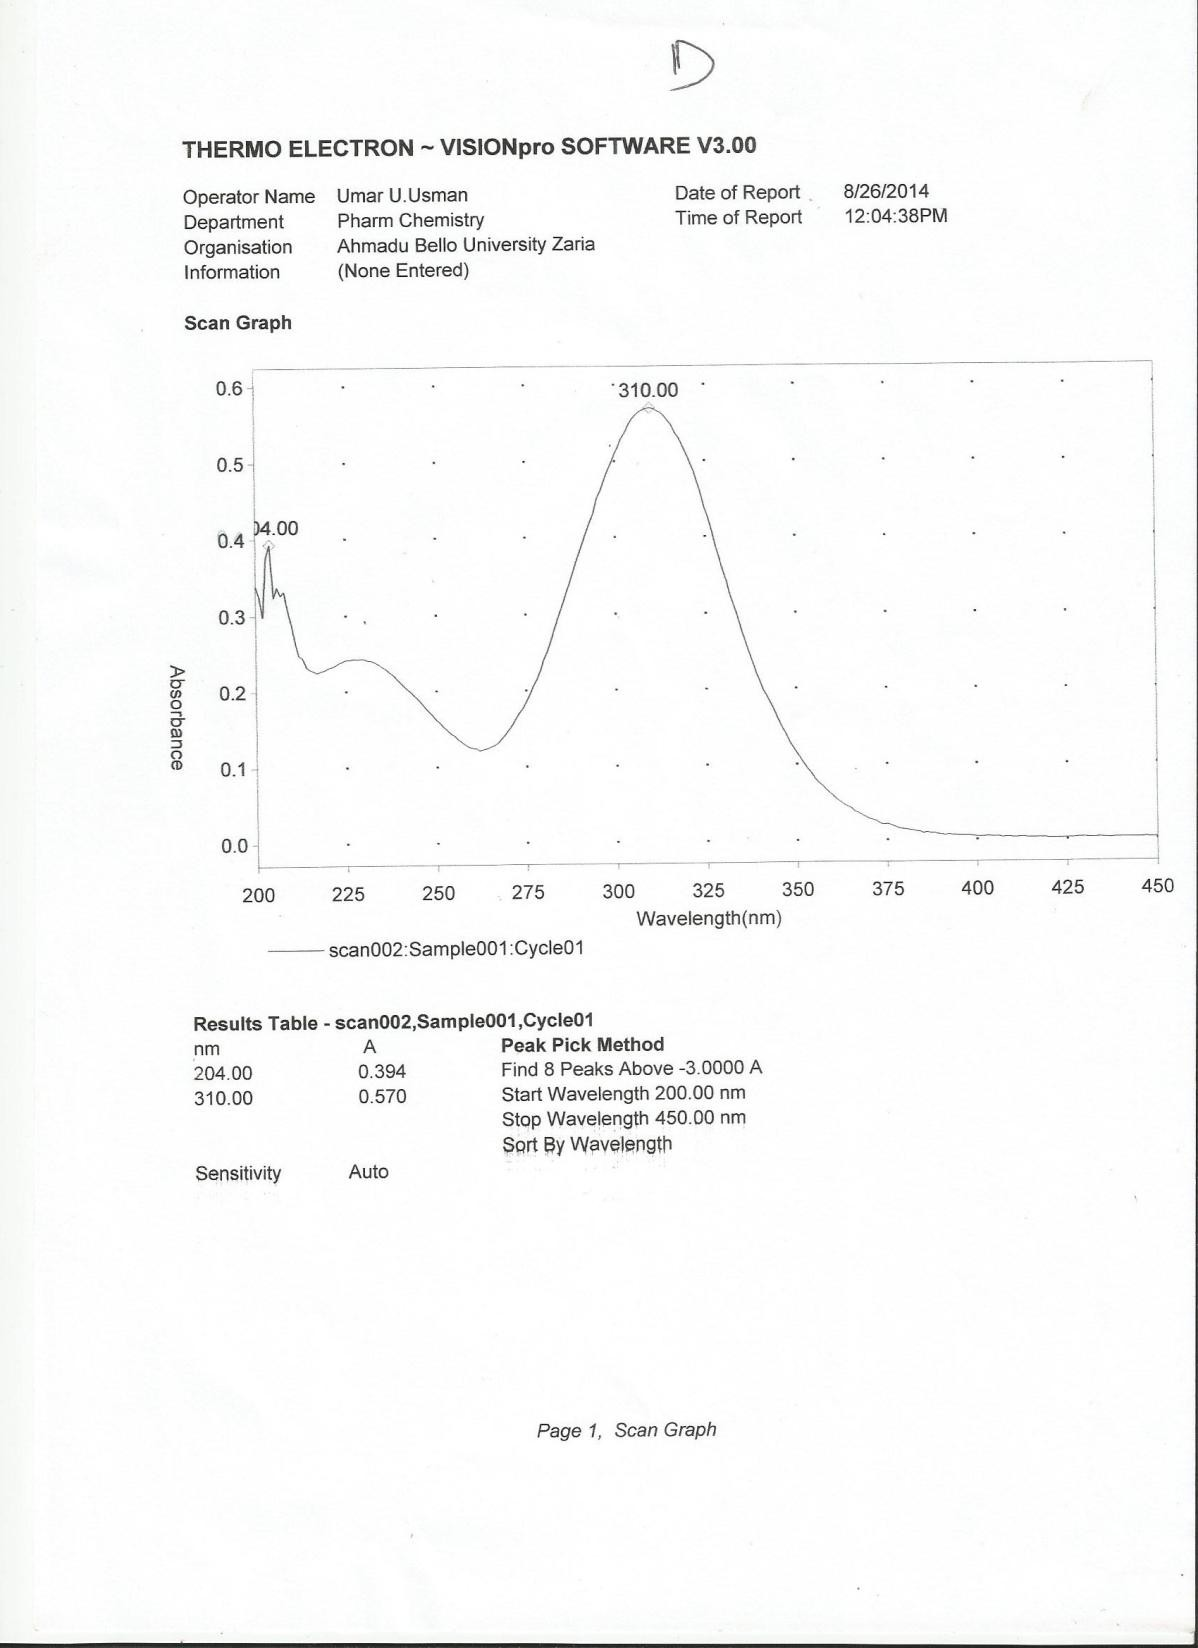 D
THERMO ELECTRON ~ VISIONpro SOFTWARE V3.00
Operator Name Umar U.Usman Date of Report 8/26/2014
Department Pharm Chemistry Time of Report 12:04:38PM
Organisation Ahmadu Bello University Zaria
Information (None Entered)
Scan Graph
0.6
310.00
0.5
04.00
0.4
0.3
0.2
0.1
0.0
Absorbance
200 225 250 275 300 325 350 375 400 425 450
Wavelength(nm)
scan002:Sample001:Cycle01
Results Table - scan002,Sample001,Cycle01
nm A Peak Pick Method
204.00 0.394 Find 8 Peaks Above -3.0000 A
310.00 0.570 Start Wavelength 200.00 nm
Stop Wavelength 450.00 nm
Sort By Wavelength
Sensitivity Auto
Page 1, Scan Graph